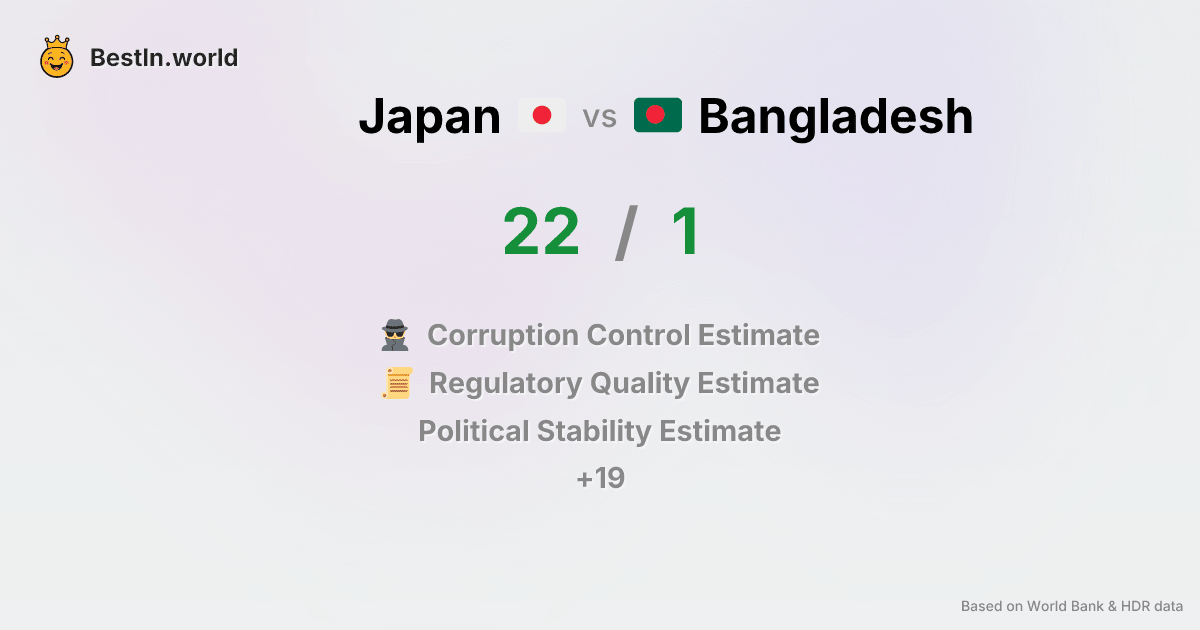 BestIn.world
Japan vs Bangladesh
22 / 1
Corruption Control Estimate
Regulatory Quality Estimate
Political Stability Estimate
+19
Based on World Bank & HDR data